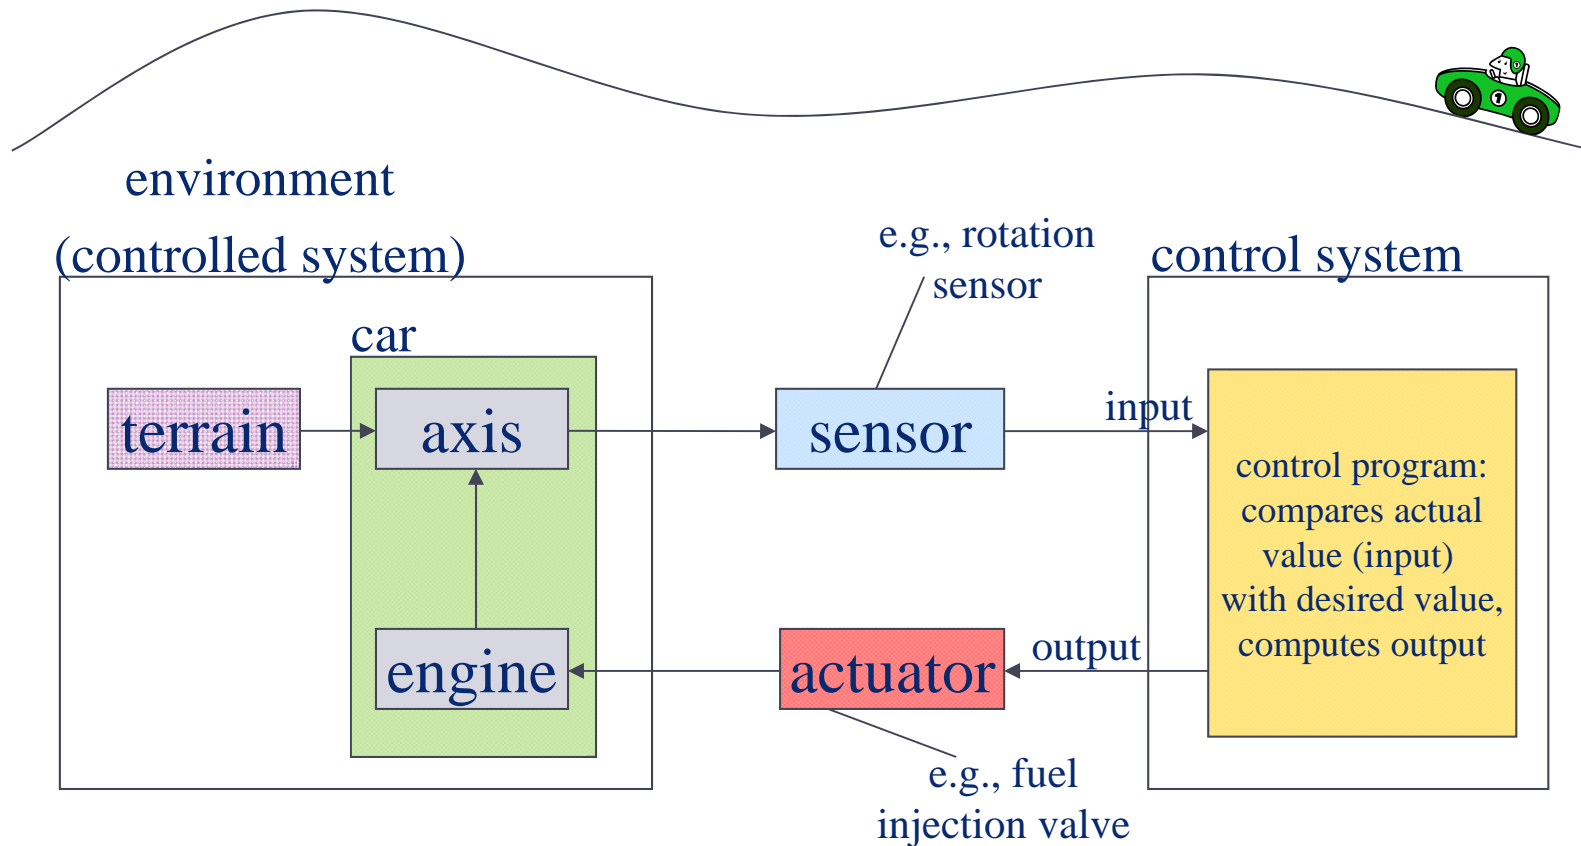 environment
(controlled system)
e.g., rotation
sensor
control system
car
terrain
axis
sensor
input
control program:
compares actual
value (input)
with desired value,
computes output
engine
actuator
output
e.g., fuel
injection valve
1